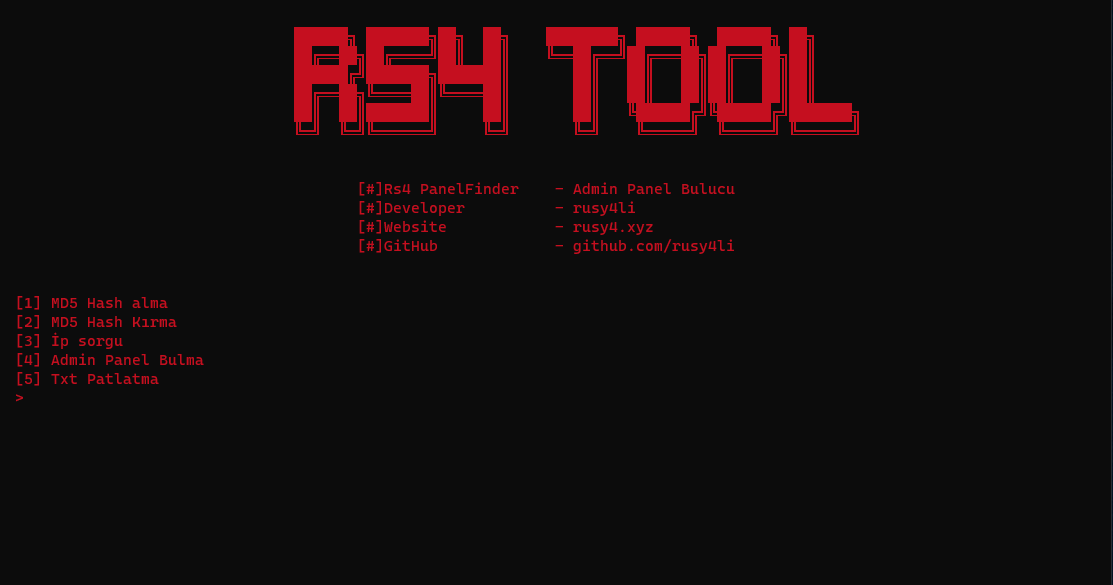 RS4 TOOL
[#]Rs4 PanelFinder - Admin Panel Bulucu
[#]Developer - rusy4li
[#]Website - rusy4.xyz
[#]GitHub - github.com/rusy4li
[1] MD5 Hash alma
[2] MD5 Hash Kırma
[3] İp sorgu
[4] Admin Panel Bulma
[5] Txt Patlatma
>